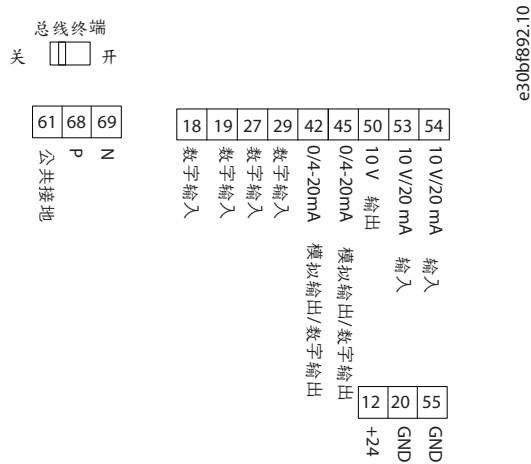 e30bf892.10
总线终端
关 开
61 68 69
公共接地
P
N
18 19 27 29 42 45 50 53 54
数字输入
数字输入
数字输入
数字输入
0/4-20mA 模拟输出/数字输出
0/4-20mA 模拟输出/数字输出
10 V 输出
10 V/20 mA 输入
10 V/20 mA 输入
12 20 55
+24
GND
GND